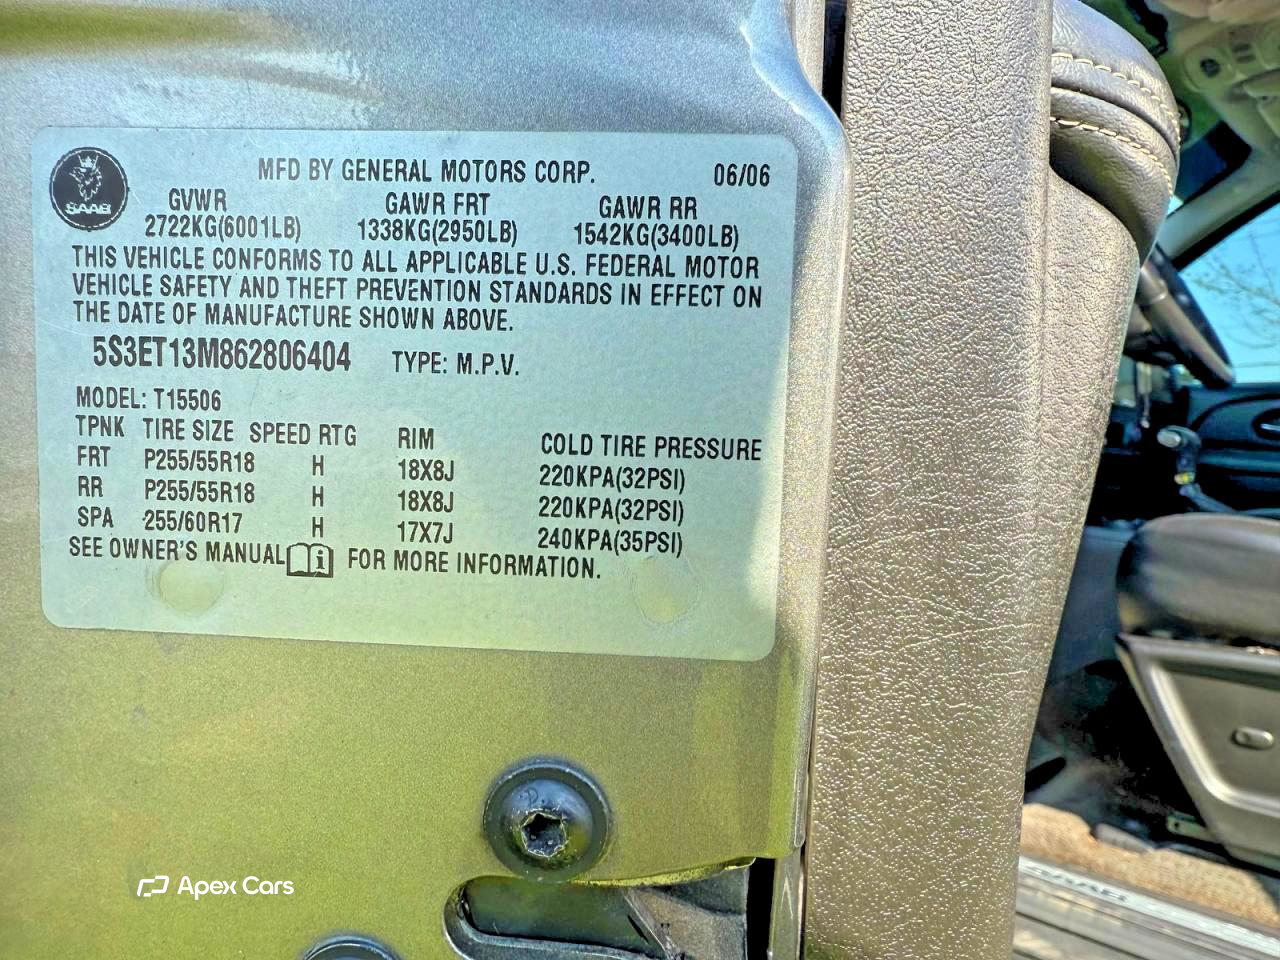 SAAB
MFD BY GENERAL MOTORS CORP. 06/06
GVWR GAWR FRT GAWR RR
2722KG(6001LB) 1338KG(2950LB) 1542KG(3400LB)
THIS VEHICLE CONFORMS TO ALL APPLICABLE U.S. FEDERAL MOTOR
VEHICLE SAFETY AND THEFT PREVENTION STANDARDS IN EFFECT ON
THE DATE OF MANUFACTURE SHOWN ABOVE.
5S3ET13M862806404 TYPE: M.P.V.
MODEL: T15506
TPNK TIRE SIZE SPEED RTG RIM COLD TIRE PRESSURE
FRT P255/55R18 H 18X8J 220KPA(32PSI)
RR P255/55R18 H 18X8J 220KPA(32PSI)
SPA 255/60R17 H 17X7J 240KPA(35PSI)
SEE OWNER'S MANUAL i FOR MORE INFORMATION.
Apex Cars
SAAB